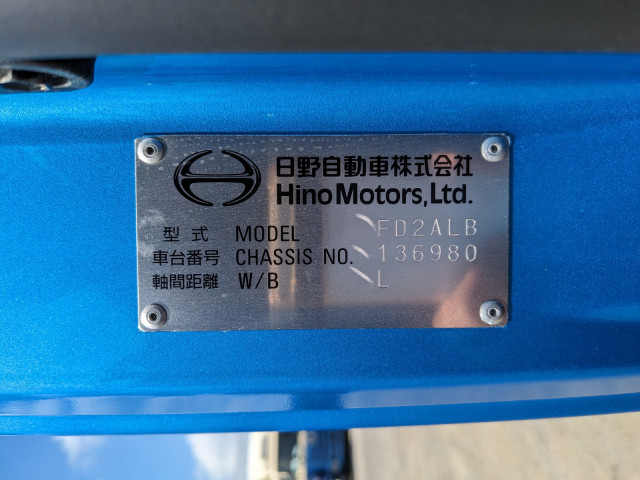 日野自動車株式会社
Hino Motors, Ltd.
型式 MODEL FD2ALB
車台番号 CHASSIS NO. 136980
軸間距離 W/B L